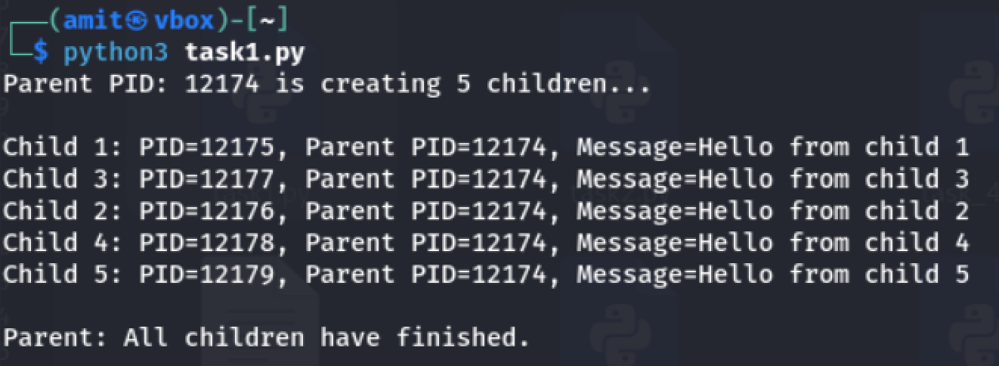 (amit㉿vbox)-[~]
$ python3 task1.py
Parent PID: 12174 is creating 5 children...
Child 1: PID=12175, Parent PID=12174, Message=Hello from child 1
Child 3: PID=12177, Parent PID=12174, Message=Hello from child 3
Child 2: PID=12176, Parent PID=12174, Message=Hello from child 2
Child 4: PID=12178, Parent PID=12174, Message=Hello from child 4
Child 5: PID=12179, Parent PID=12174, Message=Hello from child 5
Parent: All children have finished.